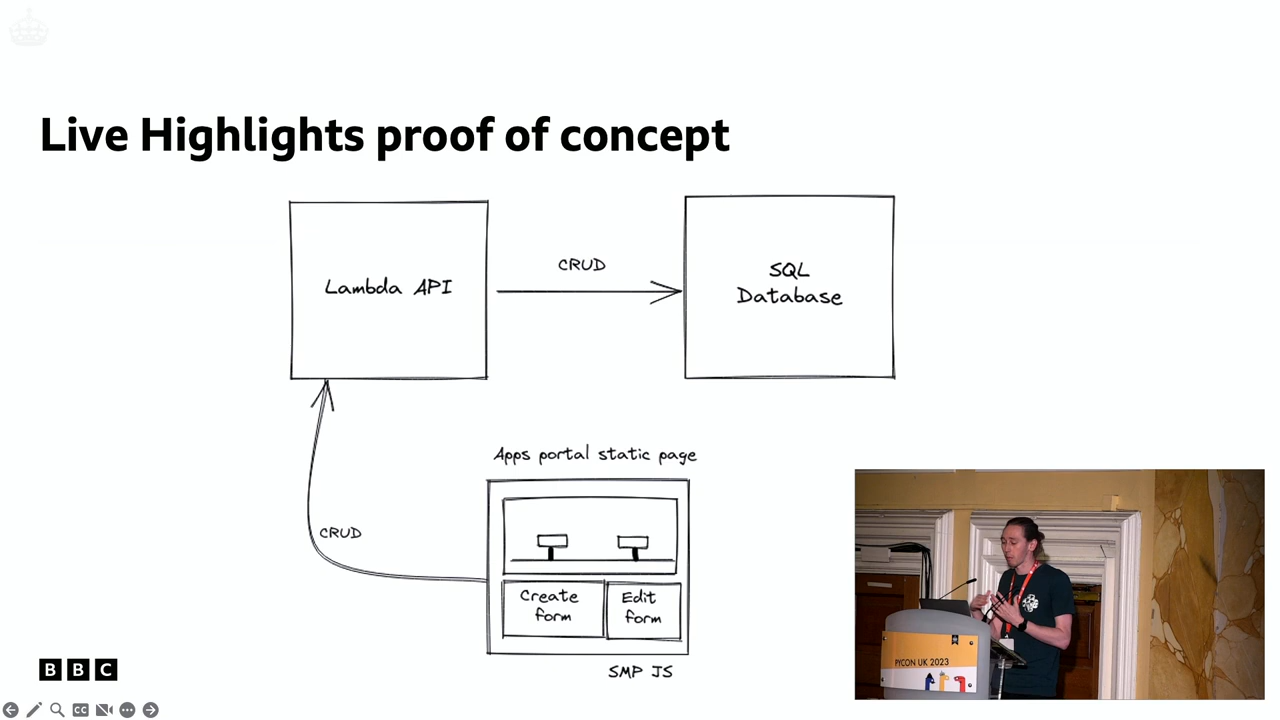 Live Highlights proof of concept
Lambda API
CRUD
SQL
Database
Apps portal static page
CRUD
Create
form
Edit
form
SMP JS
BBC
CC
PYCON UK 2023